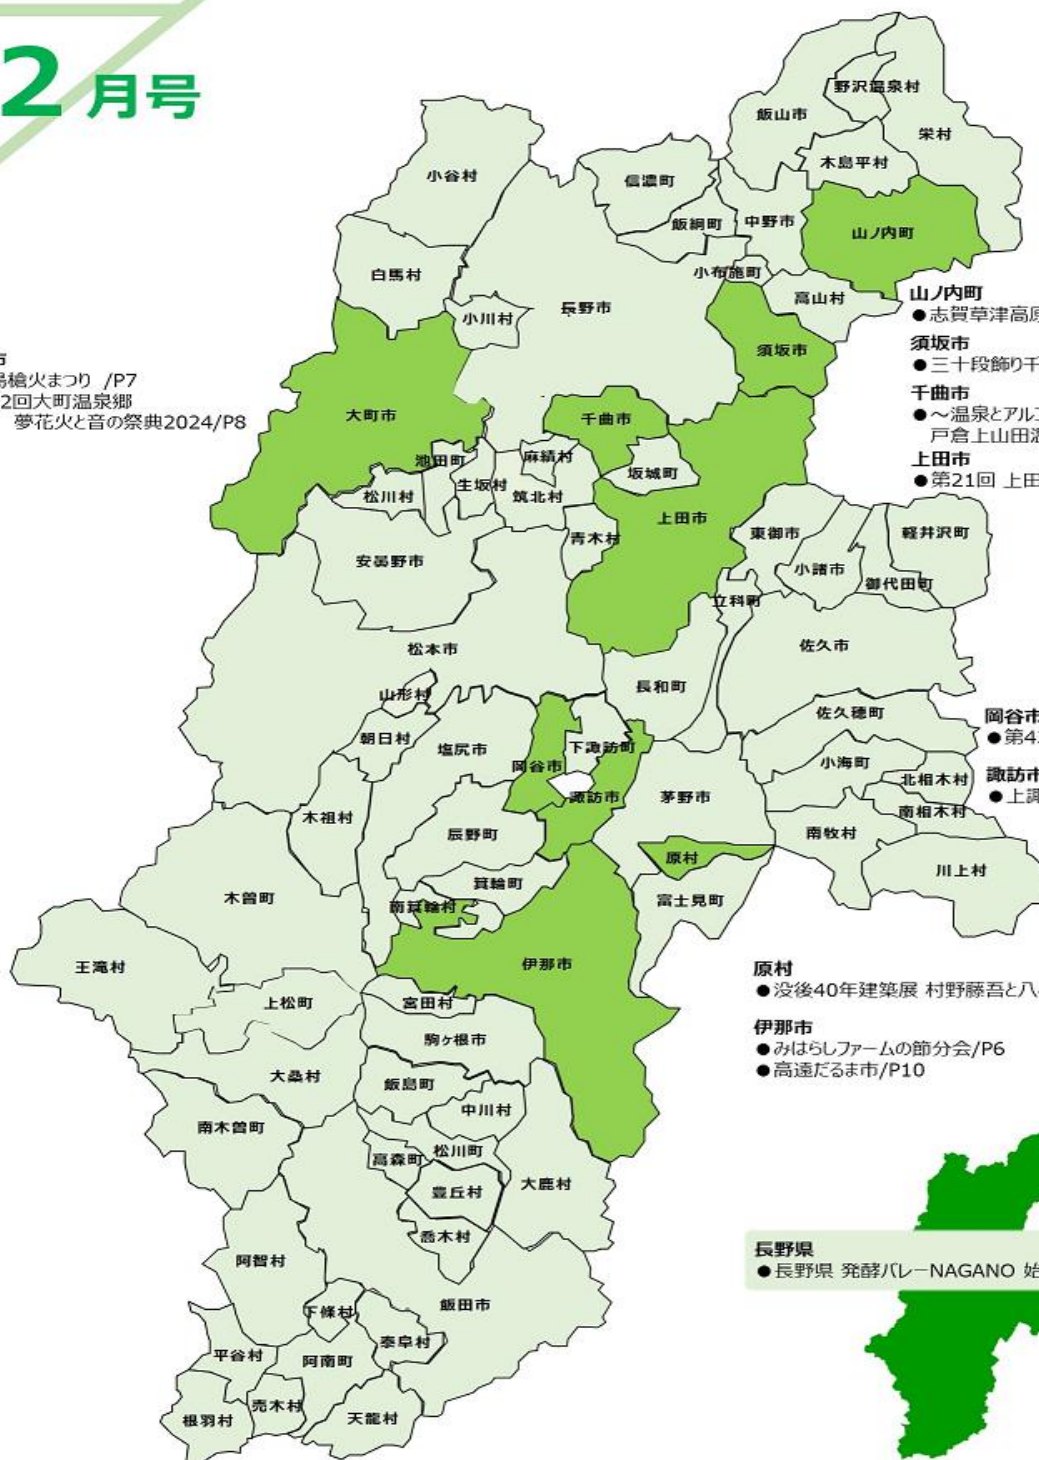 2月号
野沢温泉村
飯山市
栄村
木島平村
小谷村
信濃町
飯綱町
中野市
山ノ内町
白馬村
小布施町
高山村
小川村
長野市
須坂市
山ノ内町
●志賀草津高原
須坂市
●三十段飾り千
千曲市
●~温泉とアルコ
戸倉上山田温
上田市
●第21回 上田
市
槍火まつり /P7
2回大町温泉郷
夢花火と音の祭典2024/P8
大町市
千曲市
池田町
麻績村
坂城町
生坂村
松川村
筑北村
上田市
青木村
東御市
軽井沢町
安曇野市
小諸市
御代田町
立科町
松本市
佐久市
長和町
山形村
佐久穂町
朝日村
塩尻市
下諏訪町
岡谷市
小海町
北相木村
岡谷市
●第4
諏訪市
●上諏
諏訪市
茅野市
南相木村
木祖村
辰野町
南牧村
原村
川上村
箕輪町
木曽町
南箕輪村
富士見町
王滝村
伊那市
上松町
宮田村
駒ヶ根市
原村
●没後40年建築展 村野藤吾と八
伊那市
●みはらしファームの節分会/P6
●高遠だるま市/P10
大桑村
飯島町
中川村
南木曽町
高森町
松川町
豊丘村
大鹿村
喬木村
阿智村
飯田市
下條村
泰阜村
平谷村
阿南町
売木村
根羽村
天龍村
長野県
●長野県 発酵バレーNAGANO 始